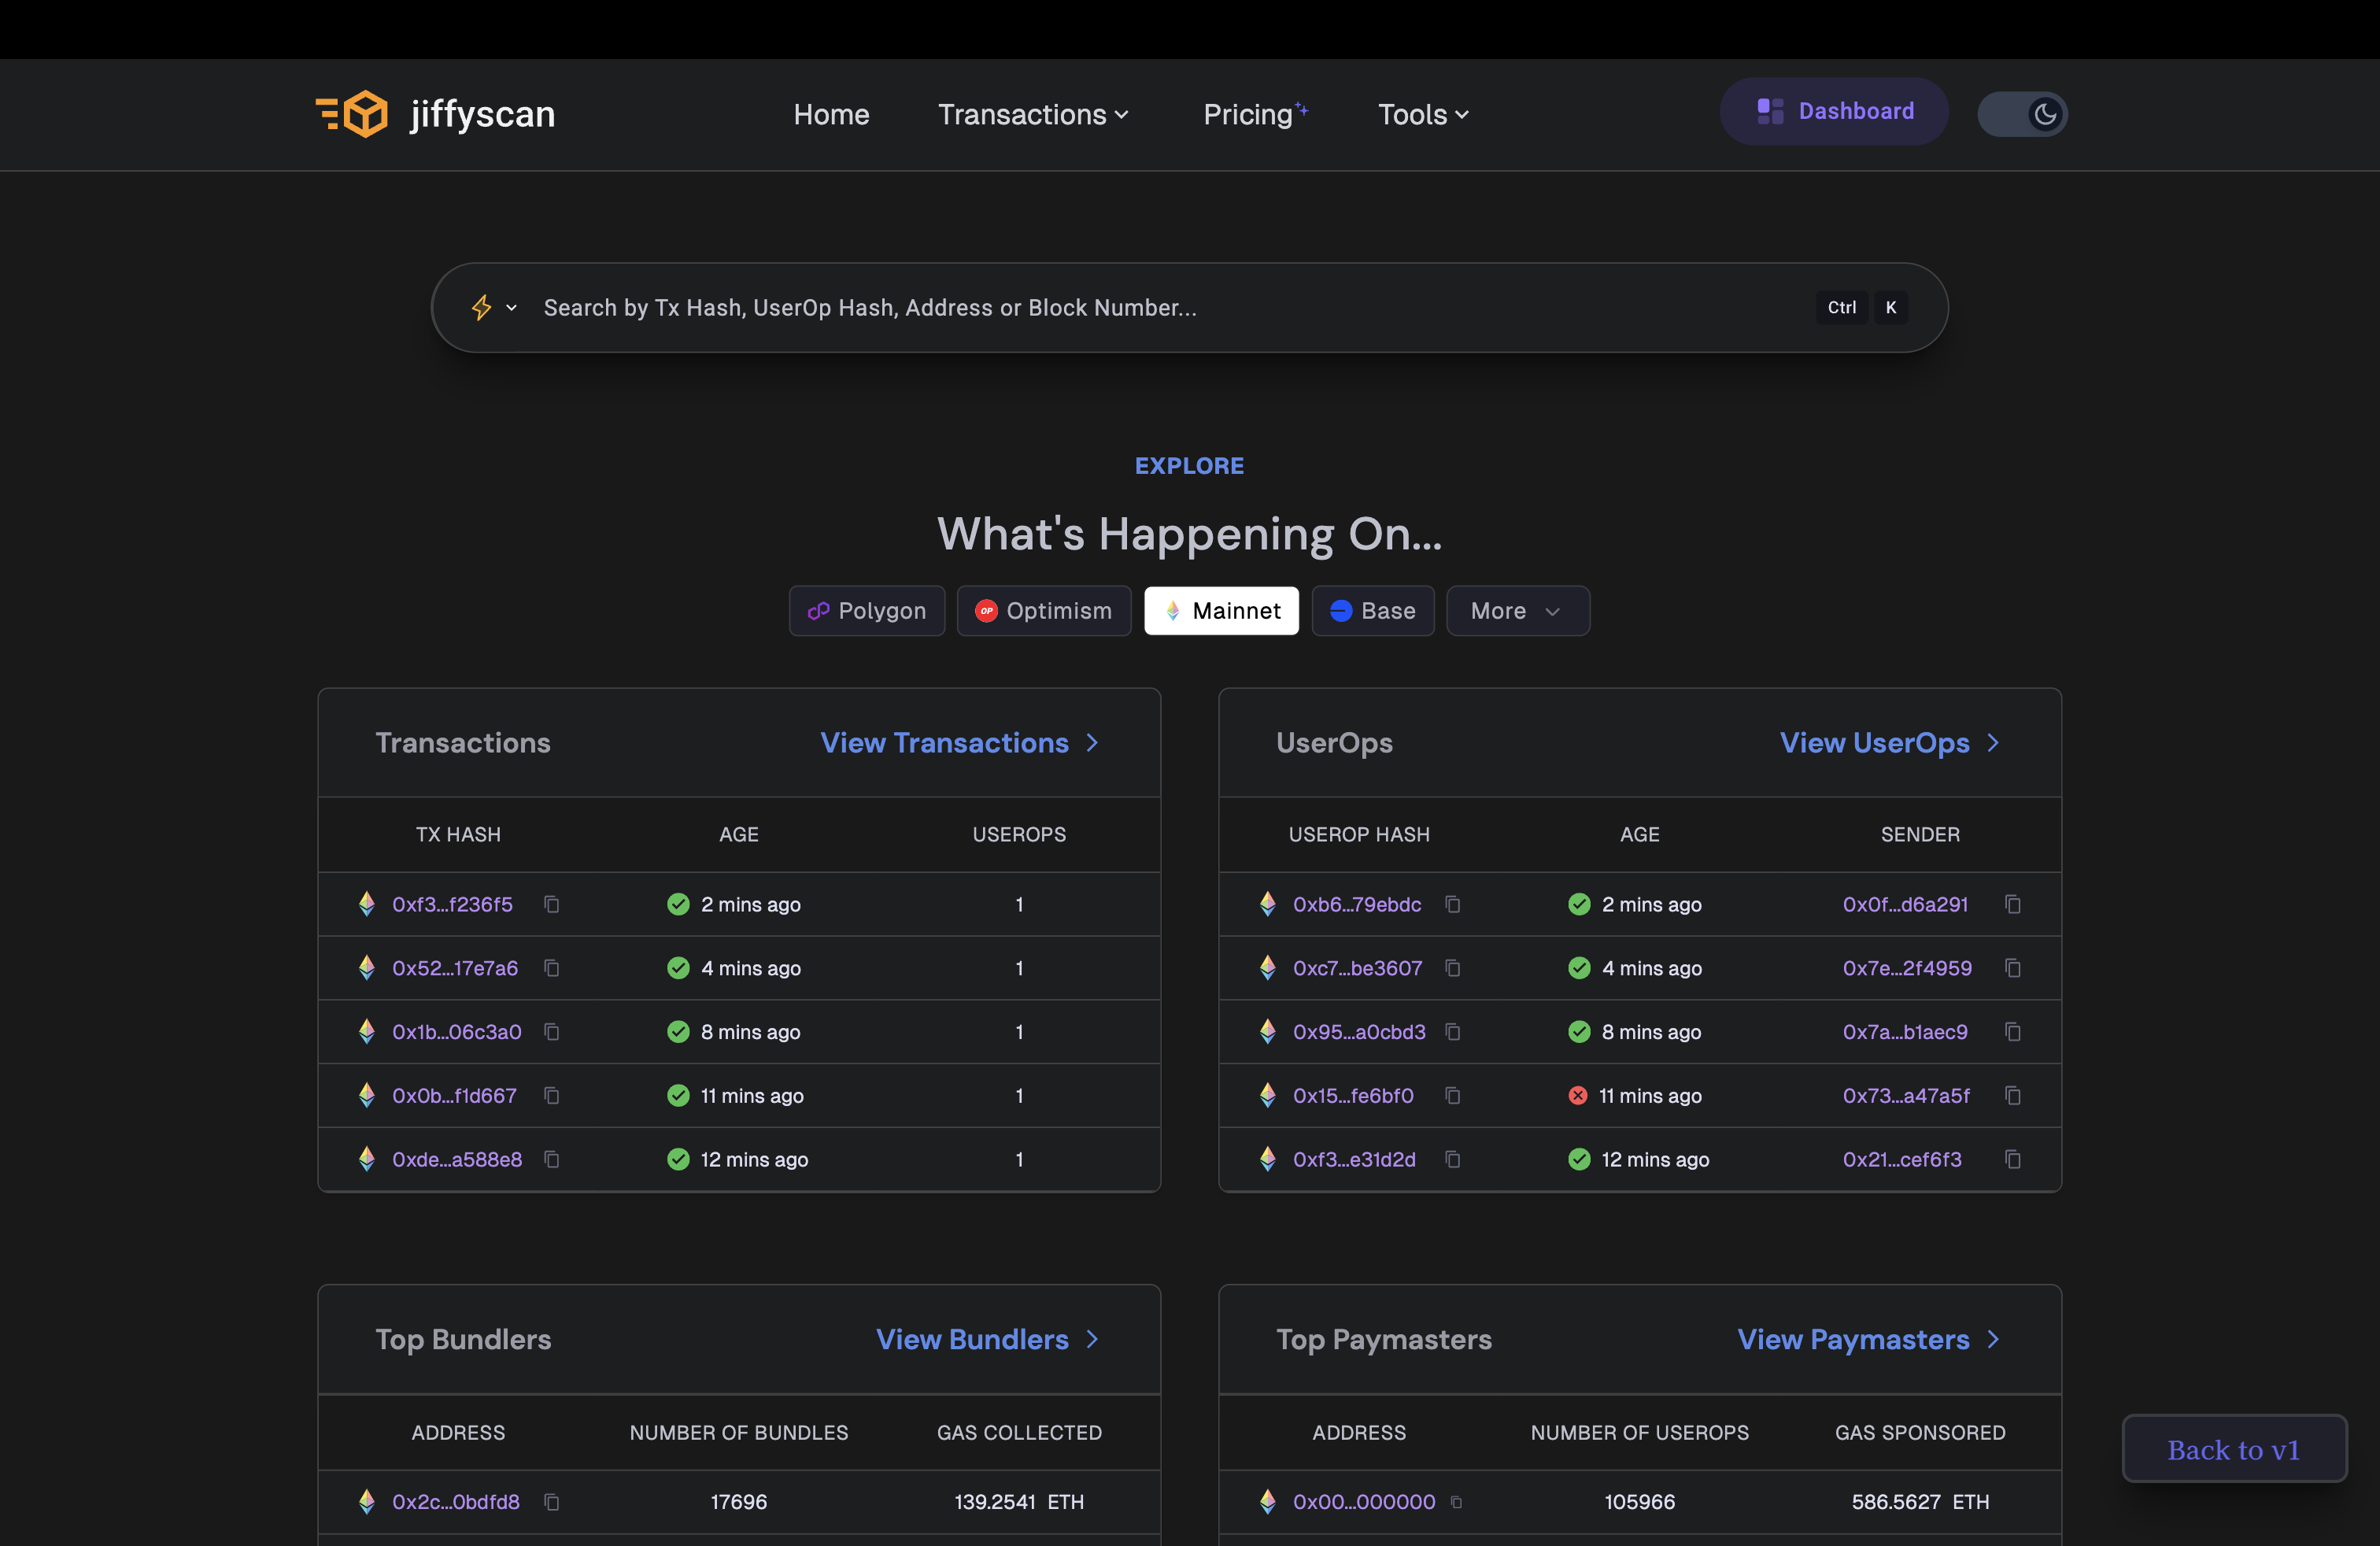 jiffyscan
Home Transactions Pricing Tools Dashboard
Search by Tx Hash, UserOp Hash, Address or Block Number... Ctrl K
EXPLORE
What's Happening On...
Polygon OP Optimism Mainnet Base More
Transactions View Transactions
TX HASH AGE USEROPS
0xf3...f236f5 2 mins ago 1
0x52...17e7a6 4 mins ago 1
0x1b...06c3a0 8 mins ago 1
0x0b...f1d667 11 mins ago 1
0xde...a588e8 12 mins ago 1
UserOps View UserOps
USEROP HASH AGE SENDER
0xb6...79ebdc 2 mins ago 0x0f...d6a291
0xc7...be3607 4 mins ago 0x7e...2f4959
0x95...a0cbd3 8 mins ago 0x7a...b1aec9
0x15...fe6bf0 11 mins ago 0x73...a47a5f
0xf3...e31d2d 12 mins ago 0x21...cef6f3
Top Bundlers View Bundlers
ADDRESS NUMBER OF BUNDLES GAS COLLECTED
0x2c...0bdfd8 17696 139.2541 ETH
Top Paymasters View Paymasters
ADDRESS NUMBER OF USEROPS GAS SPONSORED
0x00...000000 105966 586.5627 ETH
Back to v1